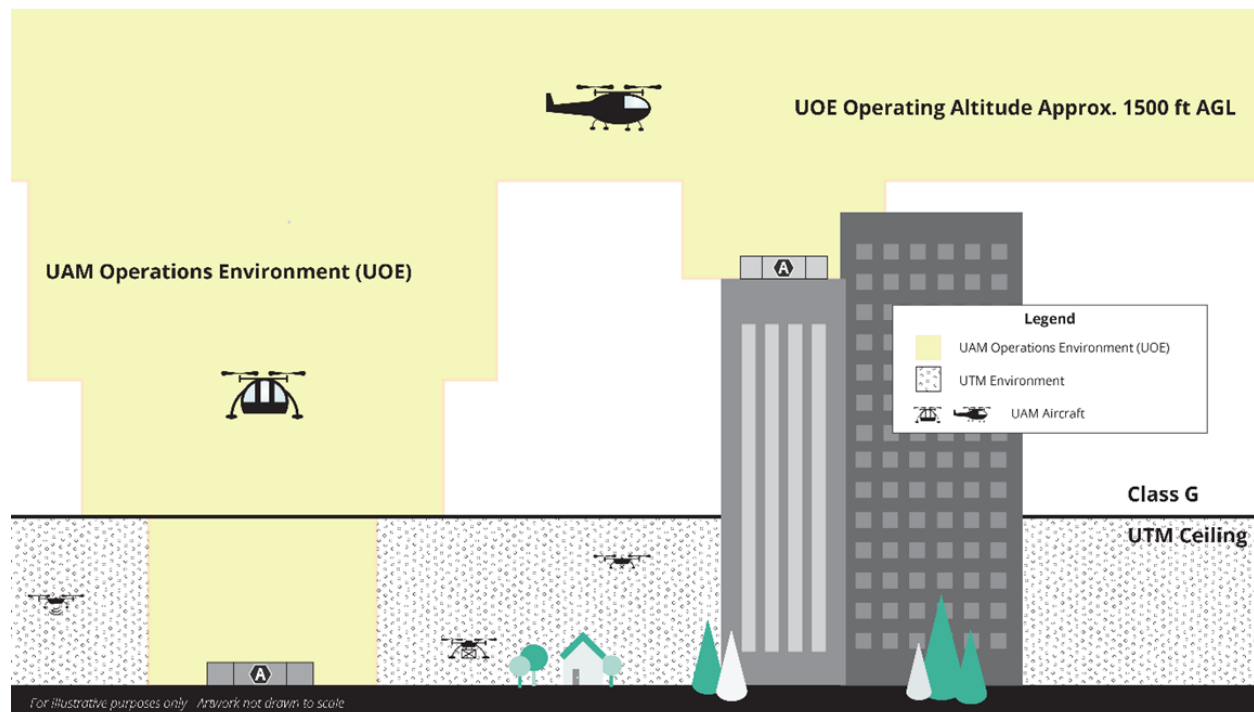 UOE Operating Altitude Approx. 1500 ft AGL
UAM Operations Environment (UOE)
A
Legend
UAM Operations Environment (UOE)
UTM Environment
UAM Aircraft
Class G
UTM Ceiling
A
For illustrative purposes only Artwork not drawn to scale